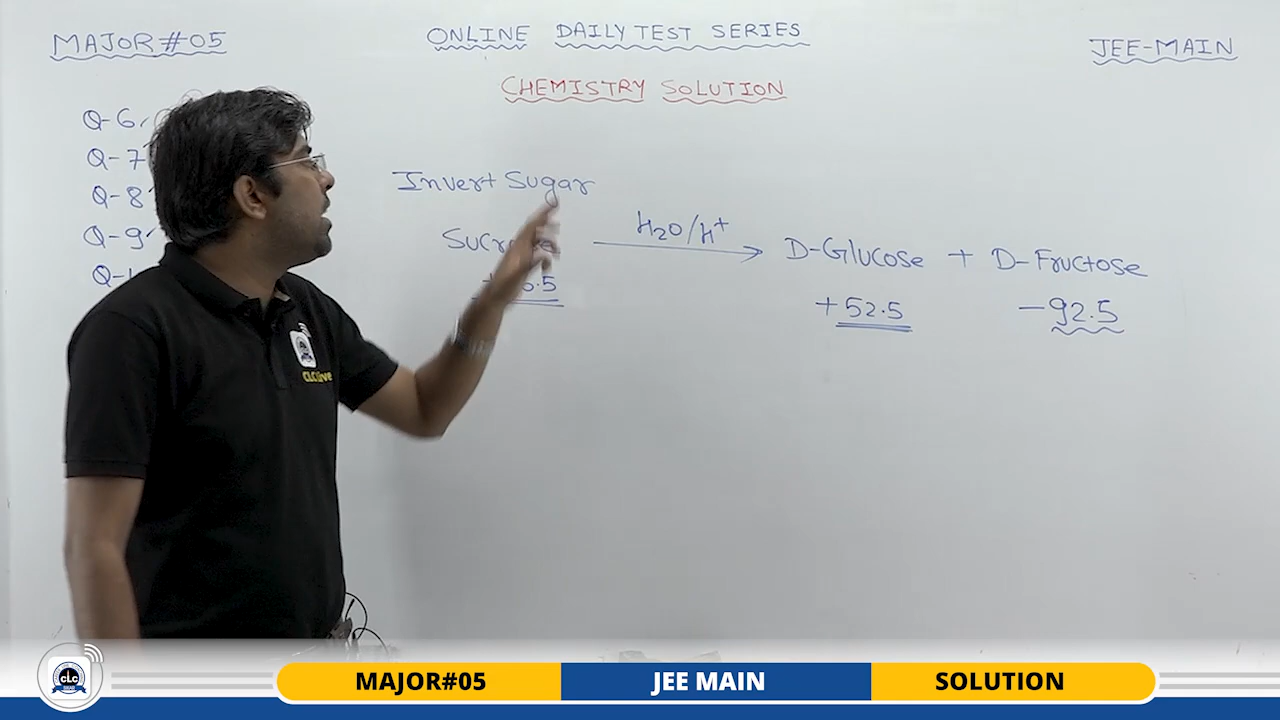 MAJOR#05
ONLINE DAILY TEST SERIES
JEE-MAIN
CHEMISTRY SOLUTION
Q-6
Q-7
Q-8
Q-9
Invert Sugar
H2O/H+
D-Glucose + D-Fructose
+52.5 -92.5
CLC
MAJOR#05 JEE MAIN SOLUTION